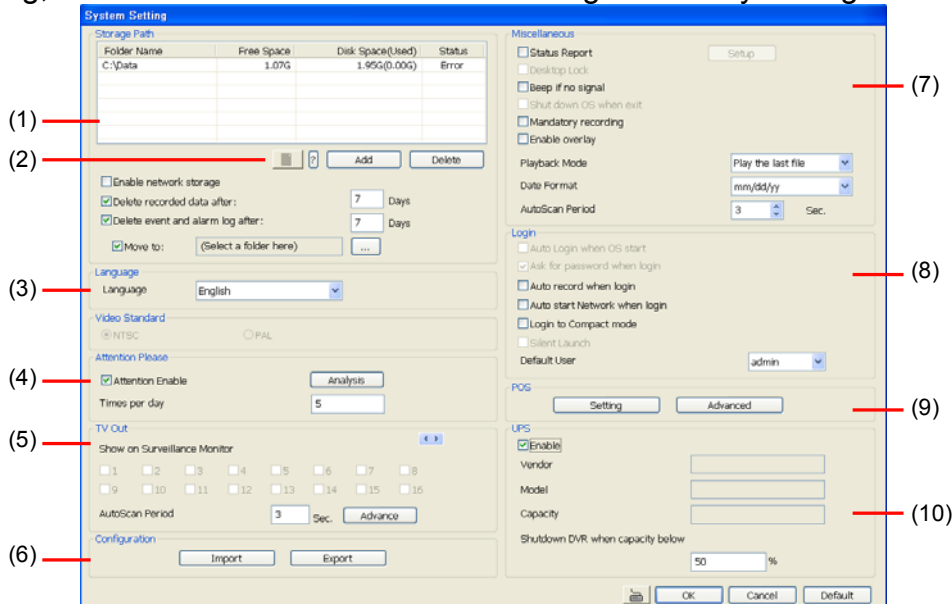 System Setting
Storage Path
Folder Name Free Space Disk Space(Used) Status
C:\Data 1.07G 1.95G(0.00G) Error
(1)
(2)
? Add Delete
Enable network storage
Delete recorded data after: 7 Days
Delete event and alarm log after: 7 Days
Move to: (Select a folder here) ...
Language
(3)
Language English
Video Standard
NTSC PAL
Attention Please
(4)
Attention Enable Analysis
Times per day 5
TV Out
(5)
Show on Surveillance Monitor
1 2 3 4 5 6 7 8
9 10 11 12 13 14 15 16
AutoScan Period 3 Sec. Advance
Configuration
(6)
Import Export
Miscellaneous
Status Report Setup
Desktop Lock
Beep if no signal
(7)
Shut down OS when exit
Mandatory recording
Enable overlay
Playback Mode Play the last file
Date Format mm/dd/yy
AutoScan Period 3 Sec.
Login
Auto Login when OS start
Ask for password when login
(8)
Auto record when login
Auto start Network when login
Login to Compact mode
Silent Launch
Default User admin
POS
Setting Advanced
(9)
UPS
Enable
Vendor
Model
Capacity
(10)
Shutdown DVR when capacity below
50 %
OK Cancel Default